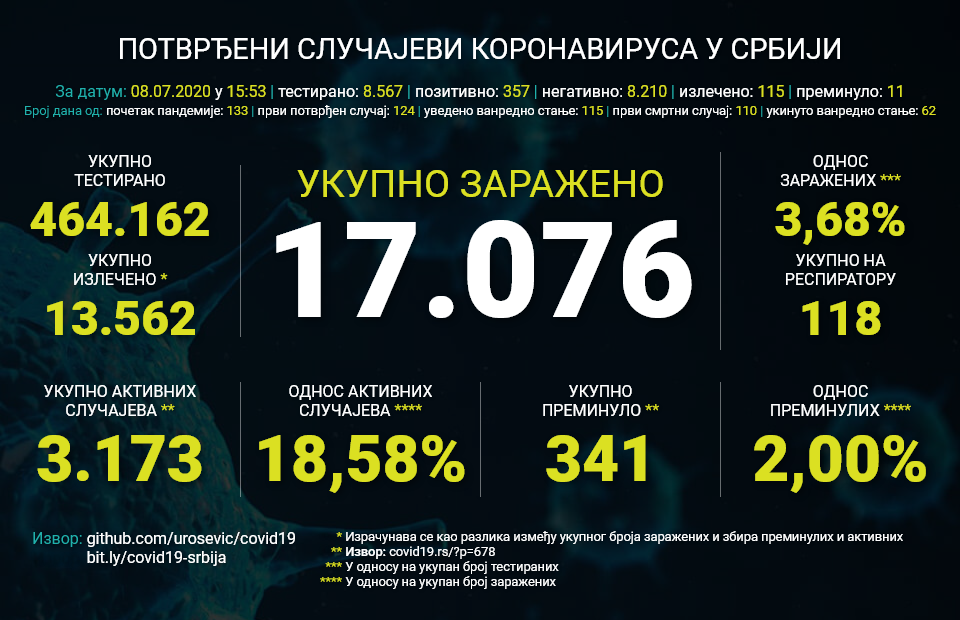 ПОТВРЂЕНИ СЛУЧАЈЕВИ КОРОНАВИРУСА У СРБИЈИ
За датум: 08.07.2020 у 15:53 | тестирано: 8.567 | позитивно: 357 | негативно: 8.210 | излечено: 115 | преминуло: 11
Број дана од: почетак пандемије: 133 | први потврђен случај: 124 | уведено ванредно стање: 115 | први смртни случај: 110 | укинуто ванредно стање: 62
УКУПНО
ТЕСТИРАНО
464.162
УКУПНО
ИЗЛЕЧЕНО *
13.562
УКУПНО ЗАРАЖЕНО
17.076
ОДНОС
ЗАРАЖЕНИХ ***
3,68%
УКУПНО НА
РЕСПИРАТОРУ
118
УКУПНО АКТИВНИХ
СЛУЧАЈЕВА **
3.173
ОДНОС АКТИВНИХ
СЛУЧАЈЕВА ****
18,58%
УКУПНО
ПРЕМИНУЛО **
341
ОДНОС
ПРЕМИНУЛИХ ****
2,00%
Извор: github.com/urosevic/covid19
bit.ly/covid19-srbija
* Израчунава се као разлика између укупног броја заражених и збира преминулих и активних
** Извор: covid19.rs/?p=678
*** У односу на укупан број тестираних
**** У односу на укупан број заражених